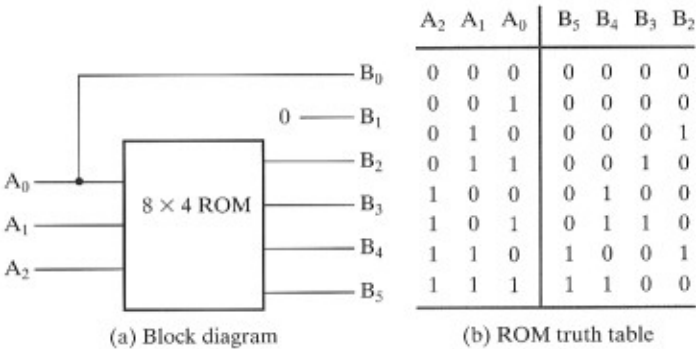 B₀
0 B₁
A₀ B₂
8 × 4 ROM
A₁ B₃
A₂ B₄
B₅
(a) Block diagram
A₂ A₁ A₀ B₅ B₄ B₃ B₂
0 0 0 0 0 0 0
0 0 1 0 0 0 0
0 1 0 0 0 0 1
0 1 1 0 0 1 0
1 0 0 0 1 0 0
1 0 1 0 1 1 0
1 1 0 1 0 0 1
1 1 1 1 1 0 0
(b) ROM truth table